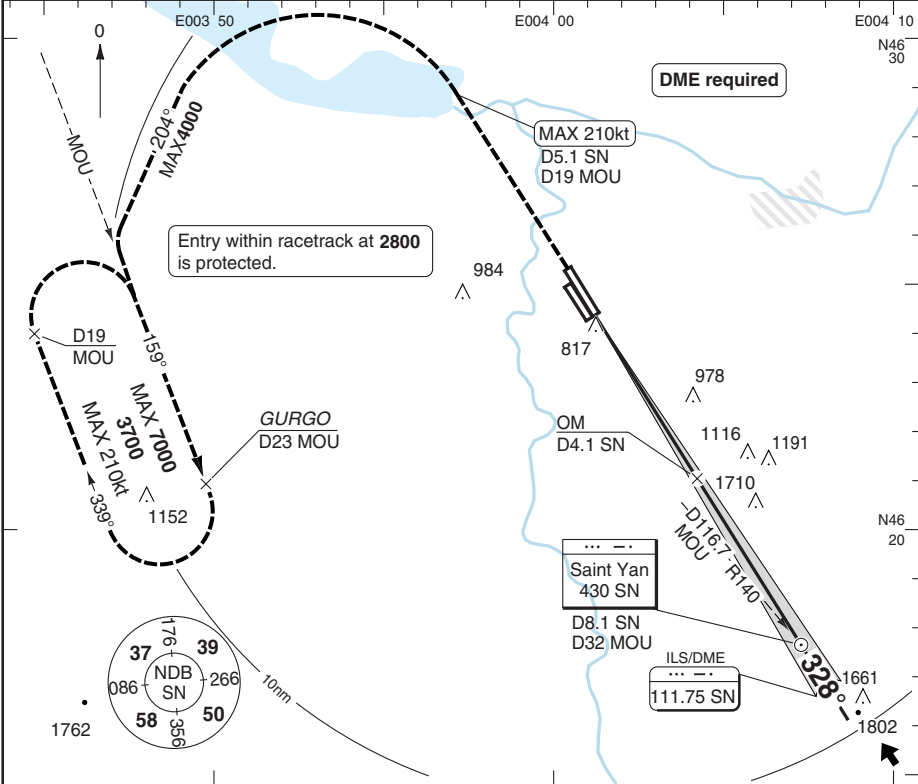 E003 50
E004 00
E004 10
N46
30
0
MOU
204°
MAX4000
DME required
MAX 210kt
D5.1 SN
D19 MOU
Entry within racetrack at 2800
is protected.
984
817
D19
MOU
159°
MAX 7000
3700
MAX 210kt
339°
1152
GURGO
D23 MOU
978
OM
D4.1 SN
1116
1191
1710
D116.7
MOU
R140
N46
20
Saint Yan
430 SN
D8.1 SN
D32 MOU
ILS/DME
111.75 SN
328°
1661
1802
10nm
176
37
39
086
NDB
SN
266
58
50
356
1762